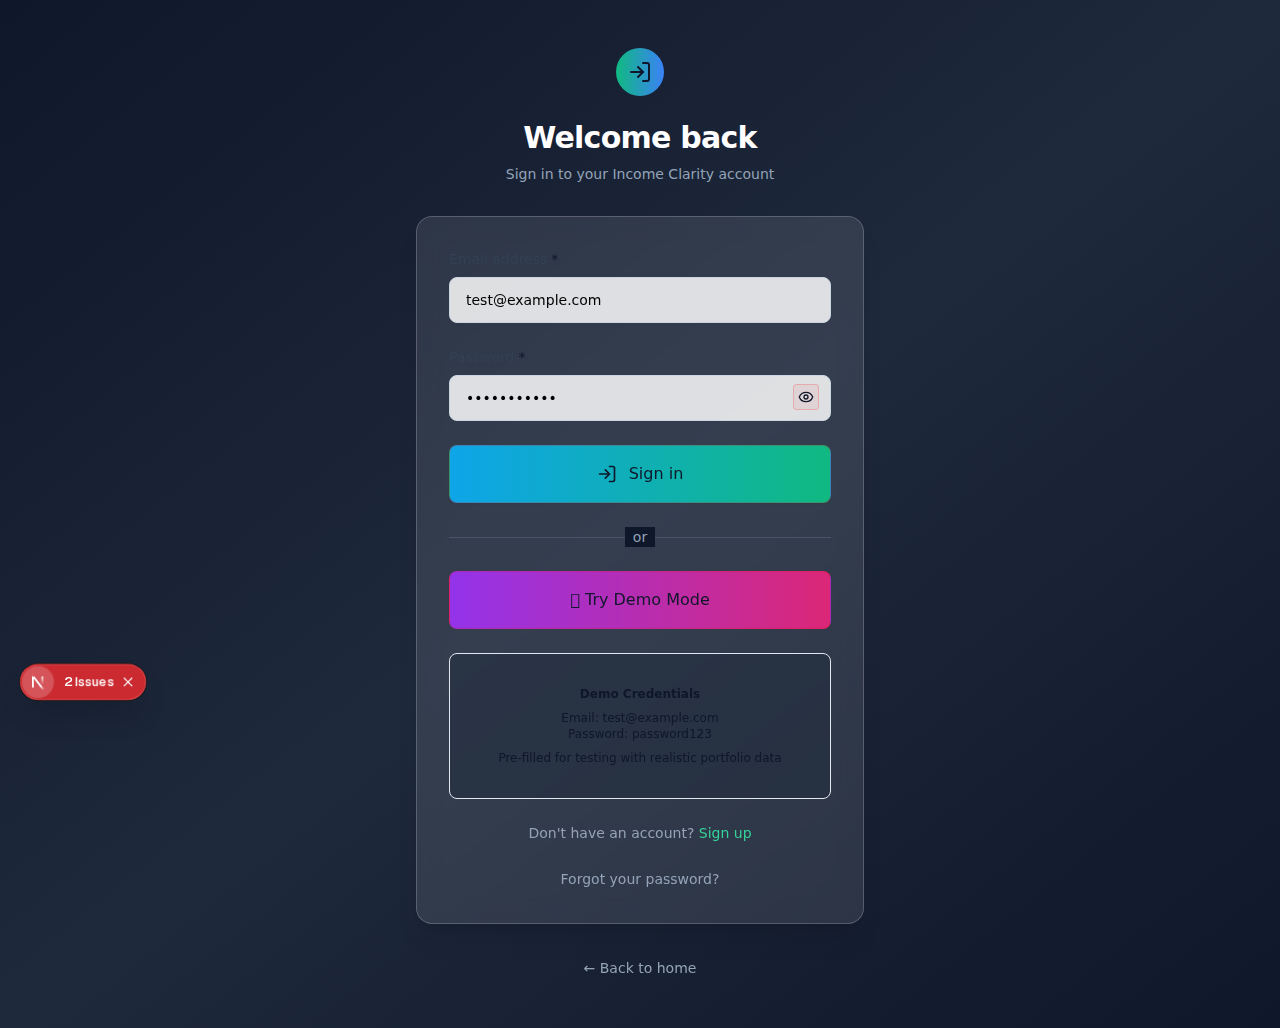 Welcome back
Sign in to your Income Clarity account
Email address *
test@example.com
Password *
•••••••••••
Sign in
or
Try Demo Mode
Demo Credentials
Email: test@example.com
Password: password123
Pre-filled for testing with realistic portfolio data
2 Issues
Don't have an account? Sign up
Forgot your password?
← Back to home